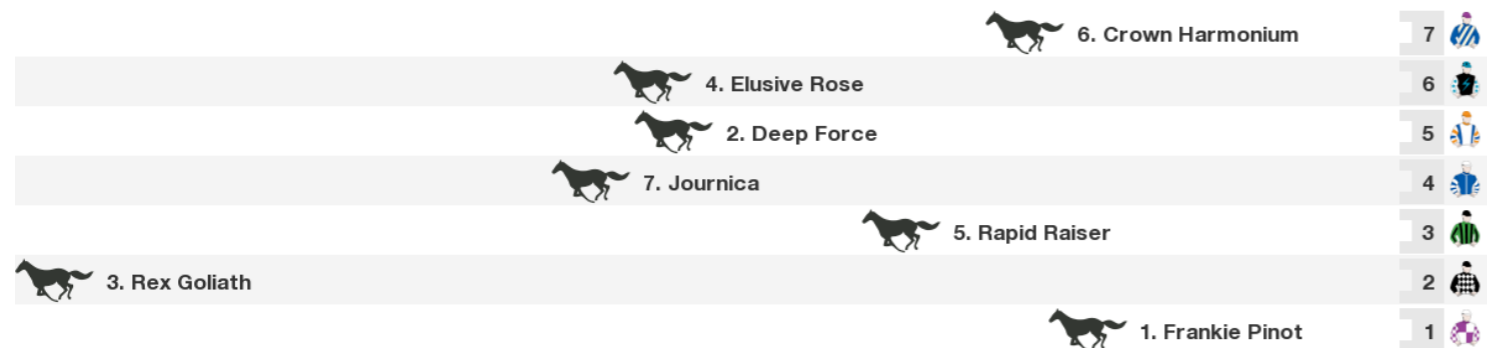 6. Crown Harmonium 7
4. Elusive Rose 6
2. Deep Force 5
7. Journica 4
5. Rapid Raiser 3
3. Rex Goliath 2
1. Frankie Pinot 1